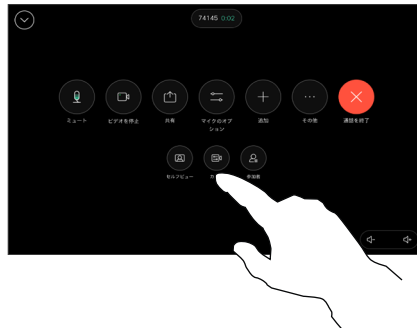 74145 0:02
ミュート
ビデオを停止
共有
マイクのオプ
ション
追加
その他
通話を終了
セルフビュー
参加者